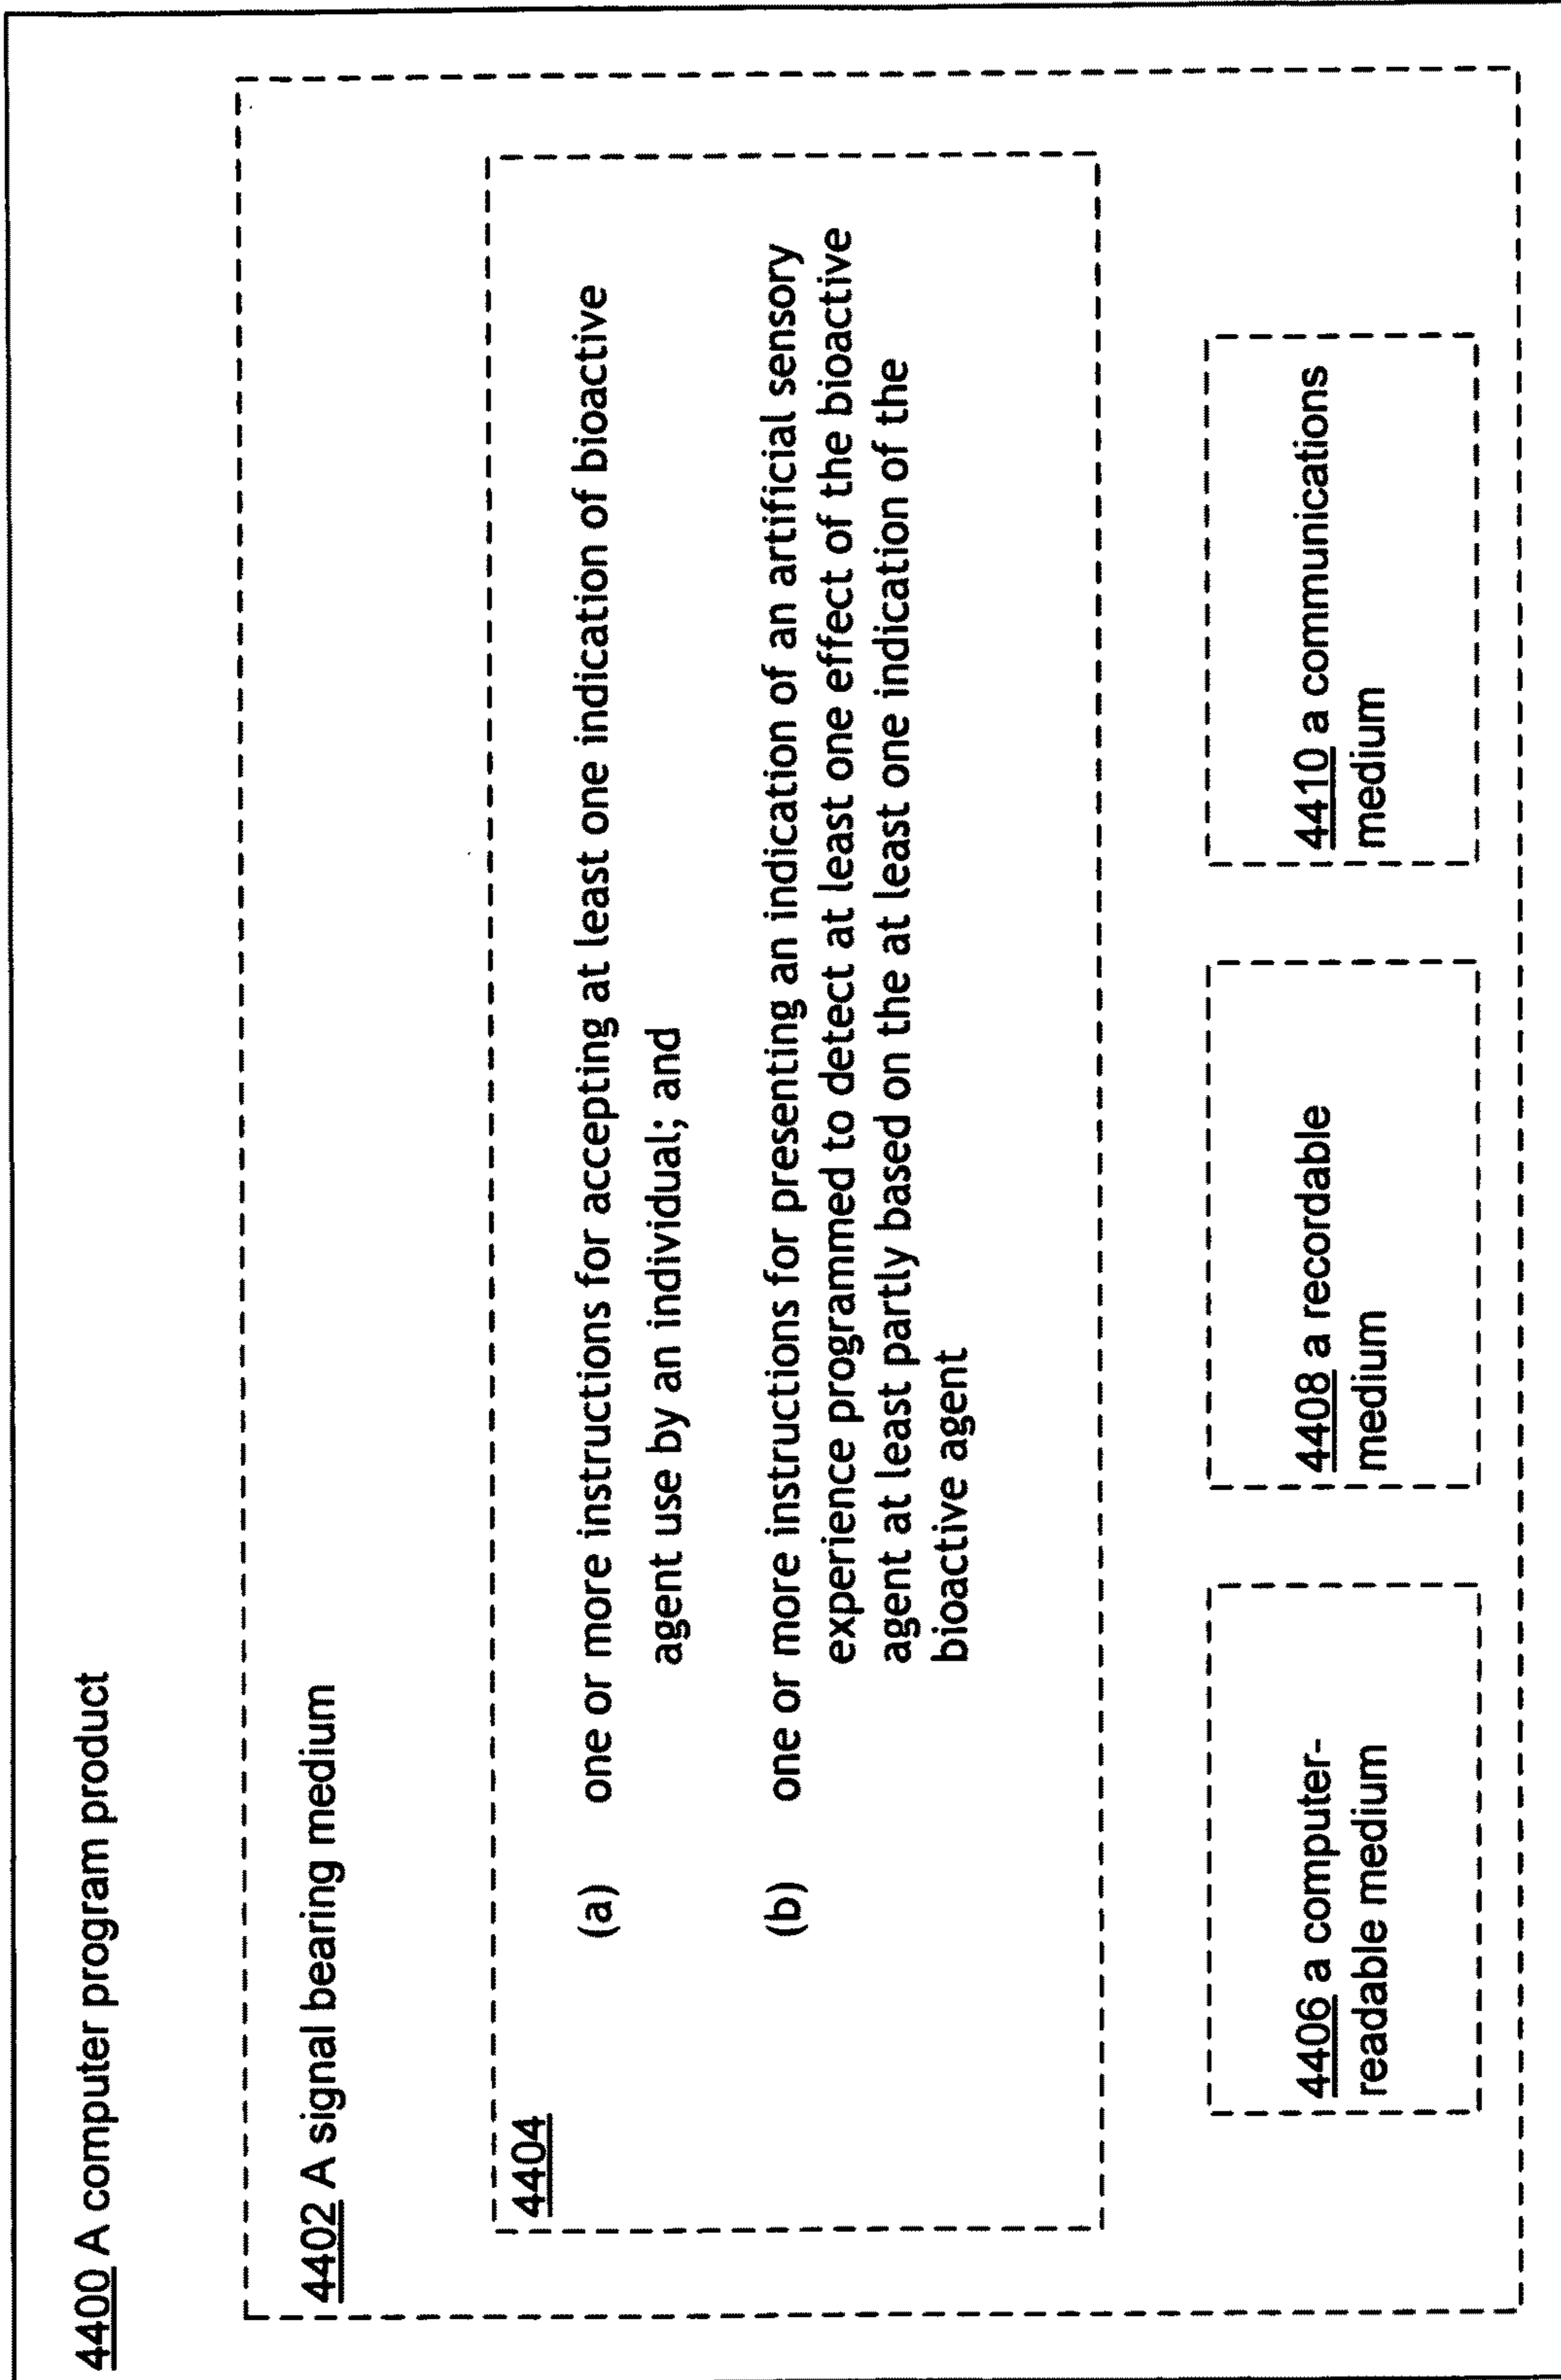 4400 A computer program product
4402 A signal bearing medium
4404
(a) one or more instructions for accepting at least one indication of bioactive
agent use by an individual; and
(b) one or more instructions for presenting an indication of an artificial sensory
experience programmed to detect at least one effect of the bioactive
agent at least partly based on the at least one indication of the
bioactive agent
4406 a computer-
readable medium
4408 a recordable
medium
4410 a communications
medium